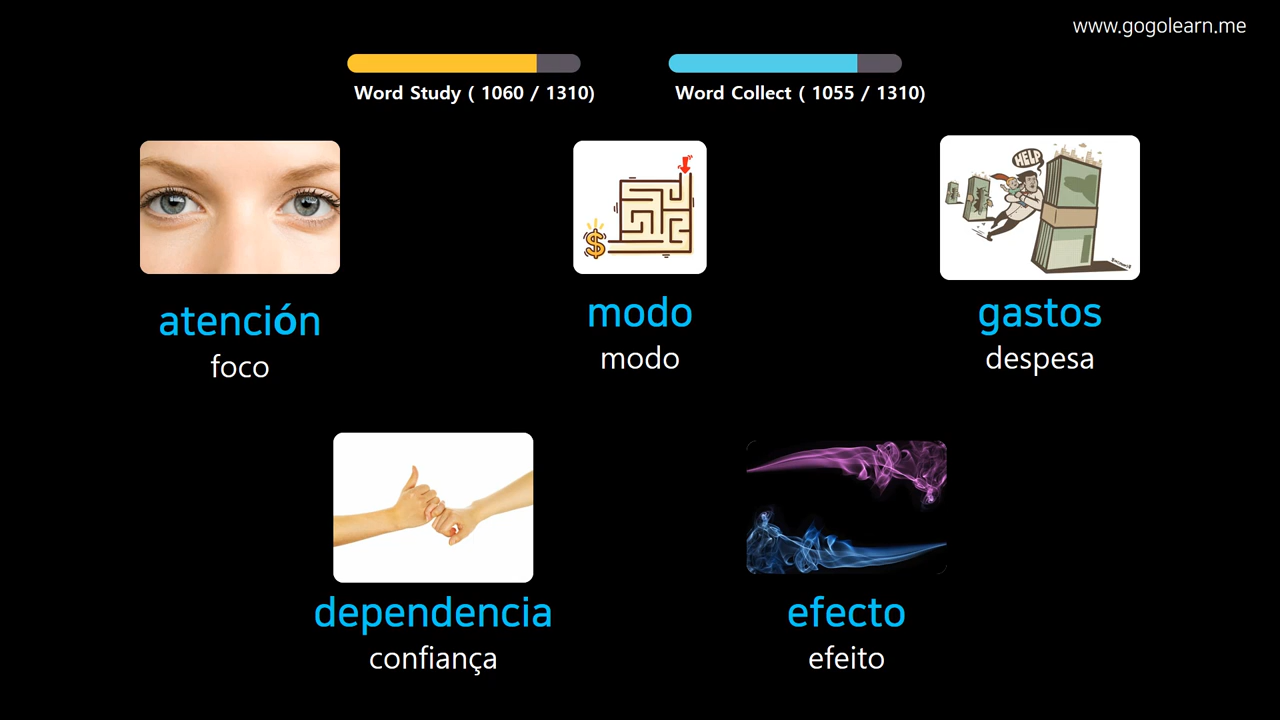 www.gogolearn.me
Word Study ( 1060 / 1310)
Word Collect ( 1055 / 1310)
HELP
$
atención
foco
modo
modo
gastos
despesa
dependencia
confiança
efecto
efeito